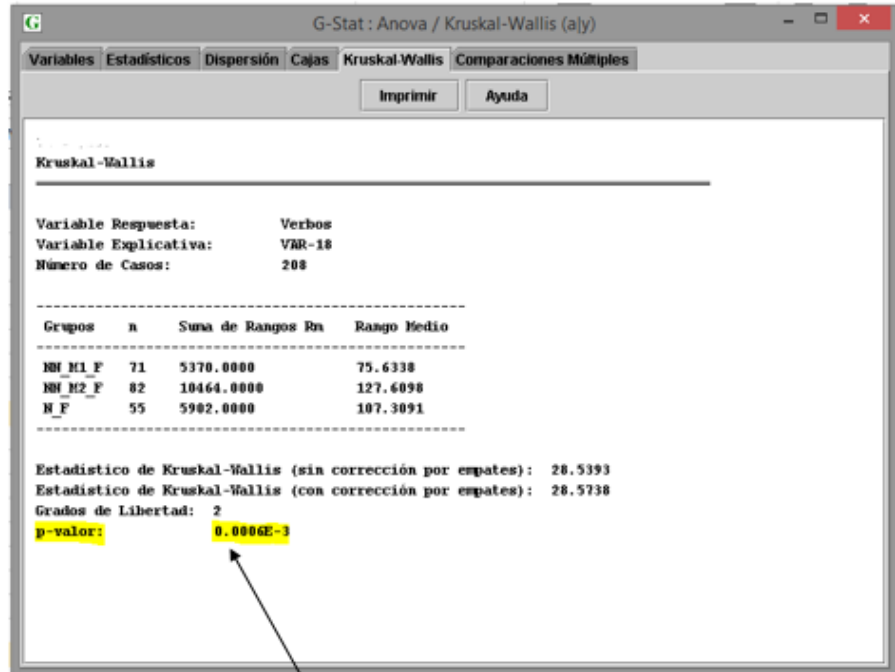 G
G-Stat : Anova / Kruskal-Wallis (a|y)
Variables Estadísticos Dispersión Cajas Kruskal-Wallis Comparaciones Múltiples
Imprimir Ayuda
Kruskal-Wallis
Variable Respuesta: Verbos
Variable Explicativa: VAR-18
Número de Casos: 208
Grupos n Suma de Rangos Rm Rango Medio
NN_M1_F 71 5370.0000 75.6338
NN_M2_F 82 10464.0000 127.6098
N_F 55 5902.0000 107.3091
Estadístico de Kruskal-Wallis (sin corrección por empates): 28.5393
Estadístico de Kruskal-Wallis (con corrección por empates): 28.5738
Grados de Libertad: 2
p-valor: 0.0006E-3